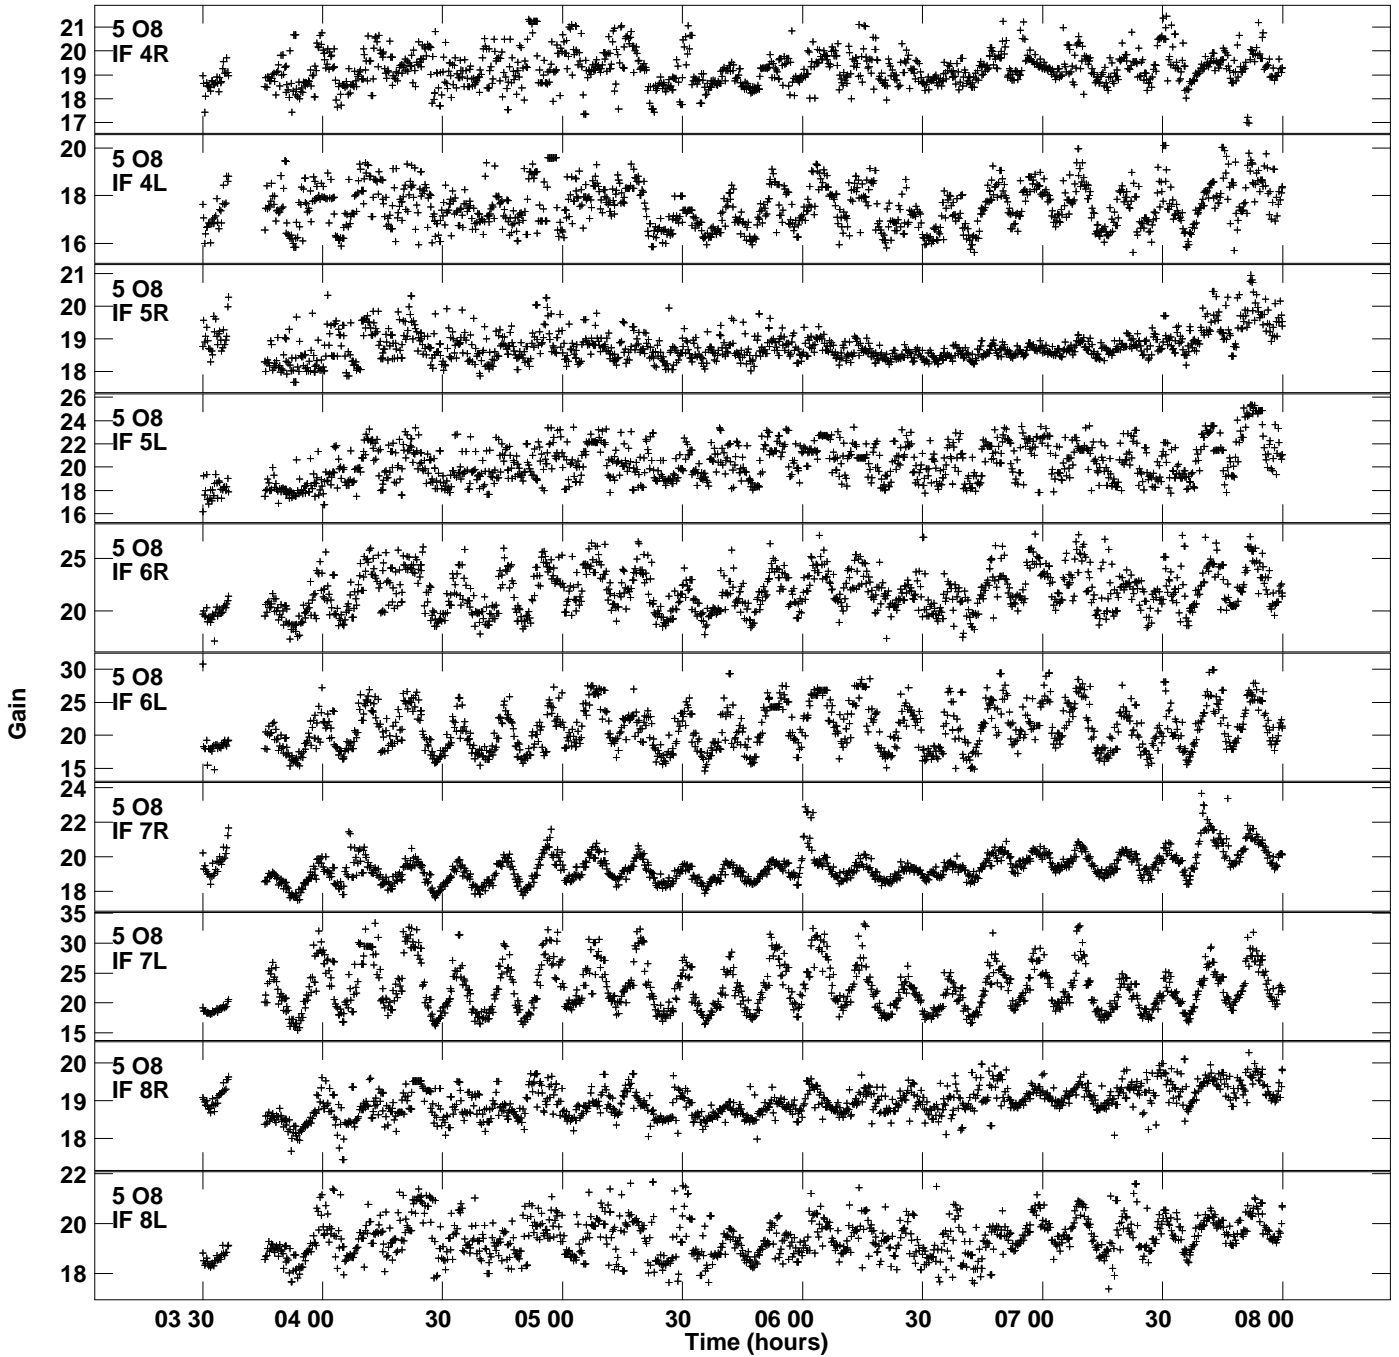 21
20
19
18
17
5 O8
IF 4R
20
18
16
5 O8
IF 4L
21
20
19
18
5 O8
IF 5R
26
24
22
20
18
16
5 O8
IF 5L
25
20
5 O8
IF 6R
30
25
20
15
5 O8
IF 6L
24
22
20
18
5 O8
IF 7R
35
30
25
20
15
5 O8
IF 7L
20
19
18
5 O8
IF 8R
22
20
18
5 O8
IF 8L
Gain
03 30 04 00 30 05 00 30 06 00 30 07 00 30 08 00
Time (hours)